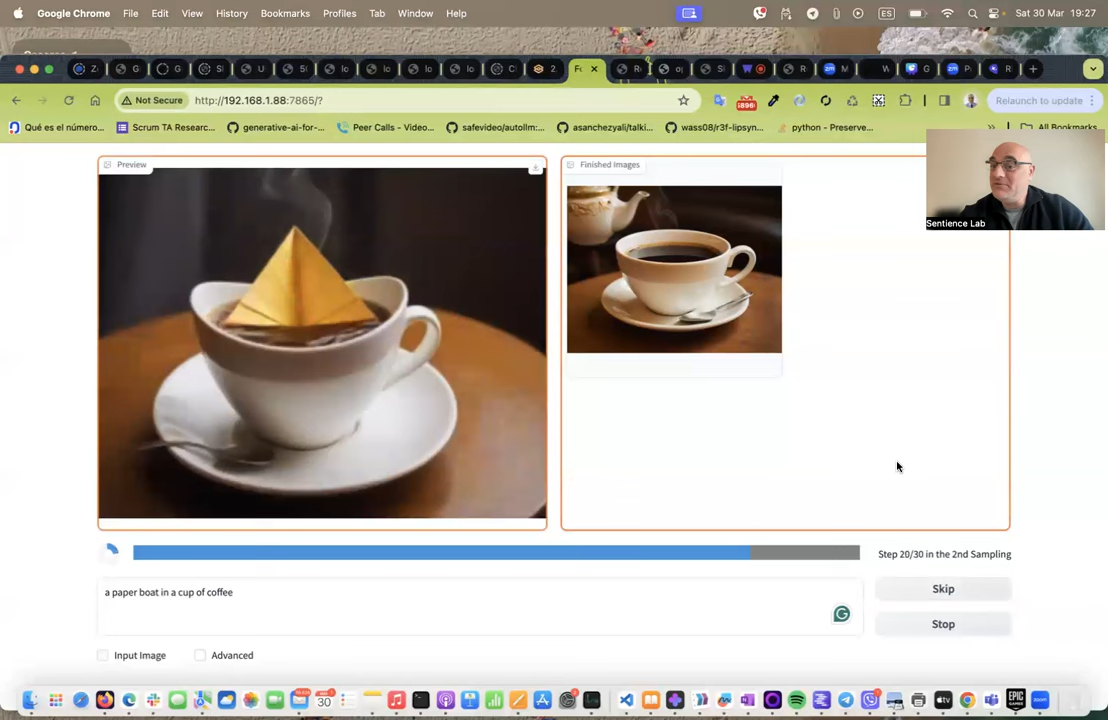 Google Chrome File Edit View History Bookmarks Profiles Tab Window Help ES Sat 30 Mar 19:27
Not Secure http://192.168.1.88:7865/? Relaunch to update
Qué es el número... Scrum TA Researc... generative-ai-for-... Peer Calls – Video... safevideo/autollm:... asanchezyali/talki... wass08/r3f-lipsyn... python - Preserve... » All Bookmarks
Preview
Finished Images
Sentience Lab
Step 20/30 in the 2nd Sampling
a paper boat in a cup of coffee
Skip
Stop
Input Image Advanced